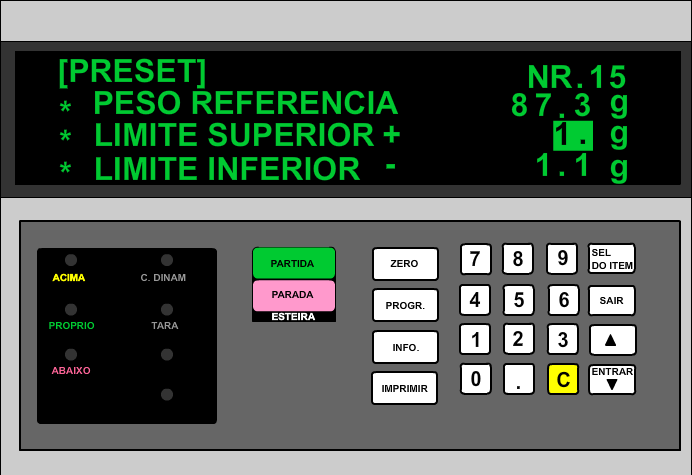 [PRESET] NR.15
* PESO REFERENCIA 87.3 g
* LIMITE SUPERIOR + 1. g
* LIMITE INFERIOR - 1.1 g
ACIMA C. DINAM
PROPRIO TARA
ABAIXO
PARTIDA
PARADA
ESTEIRA
ZERO
PROGR.
INFO.
IMPRIMIR
7 8 9 SEL DO ITEM
4 5 6 SAIR
1 2 3 ▲
0 . C ENTRAR ▼